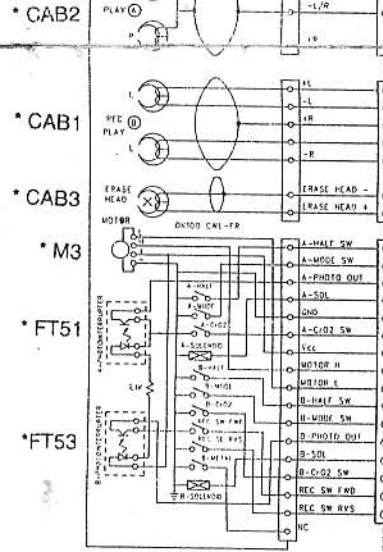 * CAB2
PLAY Ⓐ
-L/R
* CAB1
REC Ⓑ
PLAY
L
L
+L
-L
+R
-R
* CAB3
ERASE
HEAD
ERASE HEAD -
ERASE HEAD +
MOTOR
* M3
A-HALF SW
A-MODE SW
A-PHOTO OUT
A-SOL
GND
A-CrO2 SW
Vcc
MOTOR H
MOTOR L
B-HALF SW
B-MODE SW
B-PHOTO OUT
B-SOL
B-CrO2 SW
REC SW FWD
REC SW RVS
NC
A-HALF
A-MODE
A-CrO2
A-SOLENOID
B-HALF
B-MODE
B-CrO2
REC SW FWD
B-METAL
B-SOLENOID
* FT51
A-PHOTOINTERRUPTER
*FT53
B-PHOTOINTERRUPTER